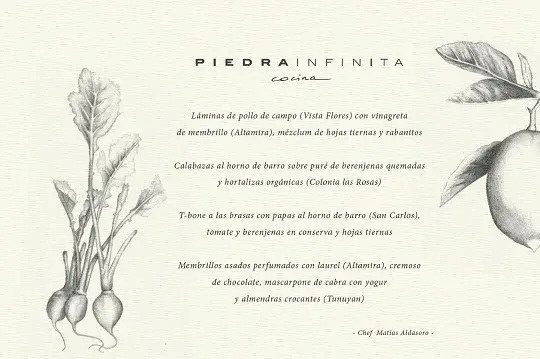 PIEDRAINFINITA
cocina
Láminas de pollo de campo (Vista Flores) con vinagreta
de membrillo (Altamira), mézclum de hojas tiernas y rabanitos
Calabazas al horno de barro sobre puré de berenjenas quemadas
y hortalizas orgánicas (Colonia las Rosas)
T-bone a las brasas con papas al horno de barro (San Carlos),
tomate y berenjenas en conserva y hojas tiernas
Membrillos asados perfumados con laurel (Altamira), cremoso
de chocolate, mascarpone de cabra con yogur
y almendras crocantes (Tunuyan)
- Chef Matías Aldasoro -